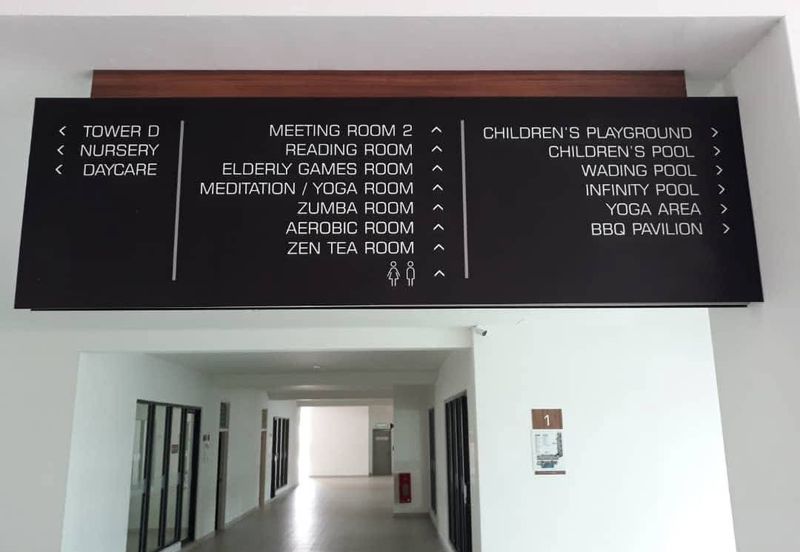 < TOWER D
< NURSERY
< DAYCARE
MEETING ROOM 2 ^
READING ROOM ^
ELDERLY GAMES ROOM ^
MEDITATION / YOGA ROOM ^
ZUMBA ROOM ^
AEROBIC ROOM ^
ZEN TEA ROOM ^
^
CHILDREN'S PLAYGROUND >
CHILDREN'S POOL >
WADING POOL >
INFINITY POOL >
YOGA AREA >
BBQ PAVILION >
1